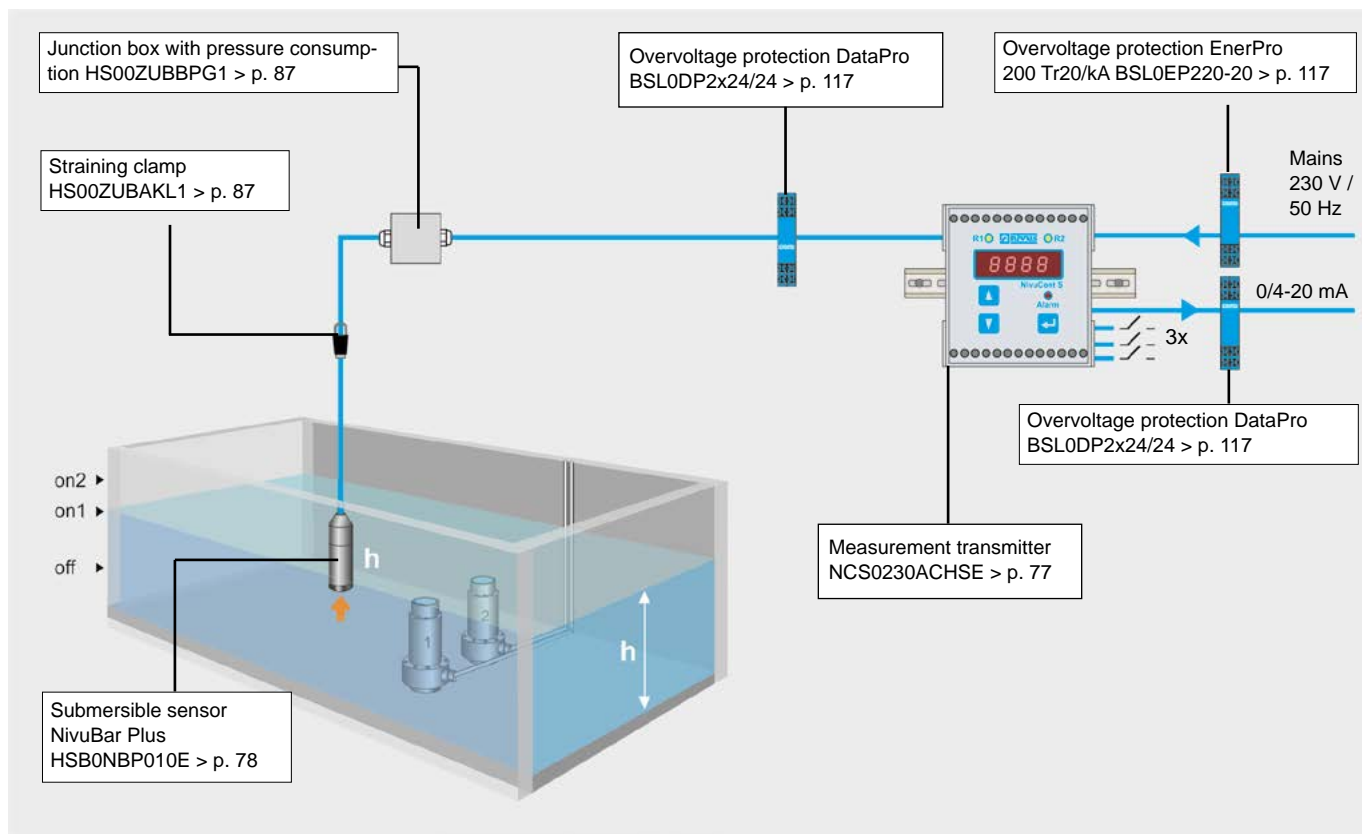 Junction box with pressure consump-
tion HS00ZUBBPG1 > p. 87
Overvoltage protection DataPro
BSL0DP2x24/24 > p. 117
Overvoltage protection EnerPro
200 Tr20/kA BSL0EP220-20 > p. 117
Straining clamp
HS00ZUBAKL1 > p. 87
Mains
230 V /
50 Hz
R1
NIVUS
R2
8888
NivuCont S
Alarm
0/4-20 mA
3x
Overvoltage protection DataPro
BSL0DP2x24/24 > p. 117
on2
on1
off
h
1
2
h
Measurement transmitter
NCS0230ACHSE > p. 77
Submersible sensor
NivuBar Plus
HSB0NBP010E > p. 78